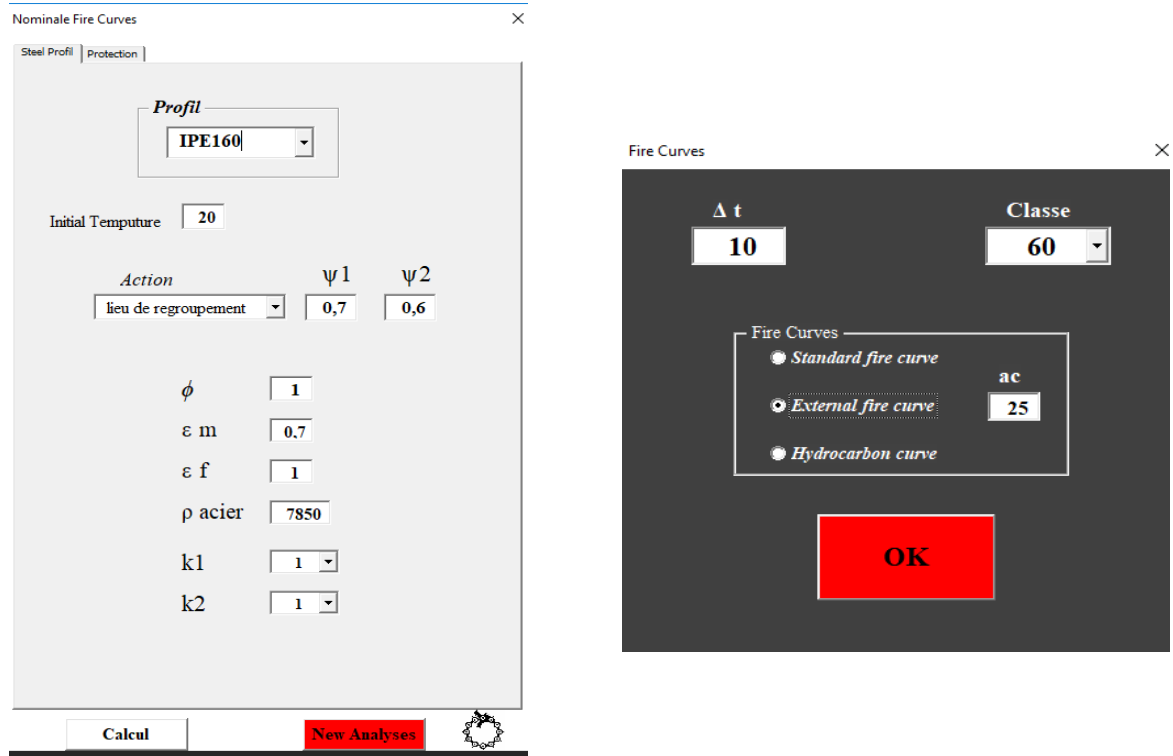 Nominale Fire Curves
Steel Profil
Protection
Profil
IPE160
Initial Temputure 20
Action ψ1 ψ2
lieu de regroupement 0,7 0,6
ϕ 1
ε m 0,7
ε f 1
ρ acier 7850
k1 1
k2 1
Calcul
New Analyses
Fire Curves
Δ t Classe
10 60
Fire Curves
Standard fire curve
ac
External fire curve 25
Hydrocarbon curve
OK